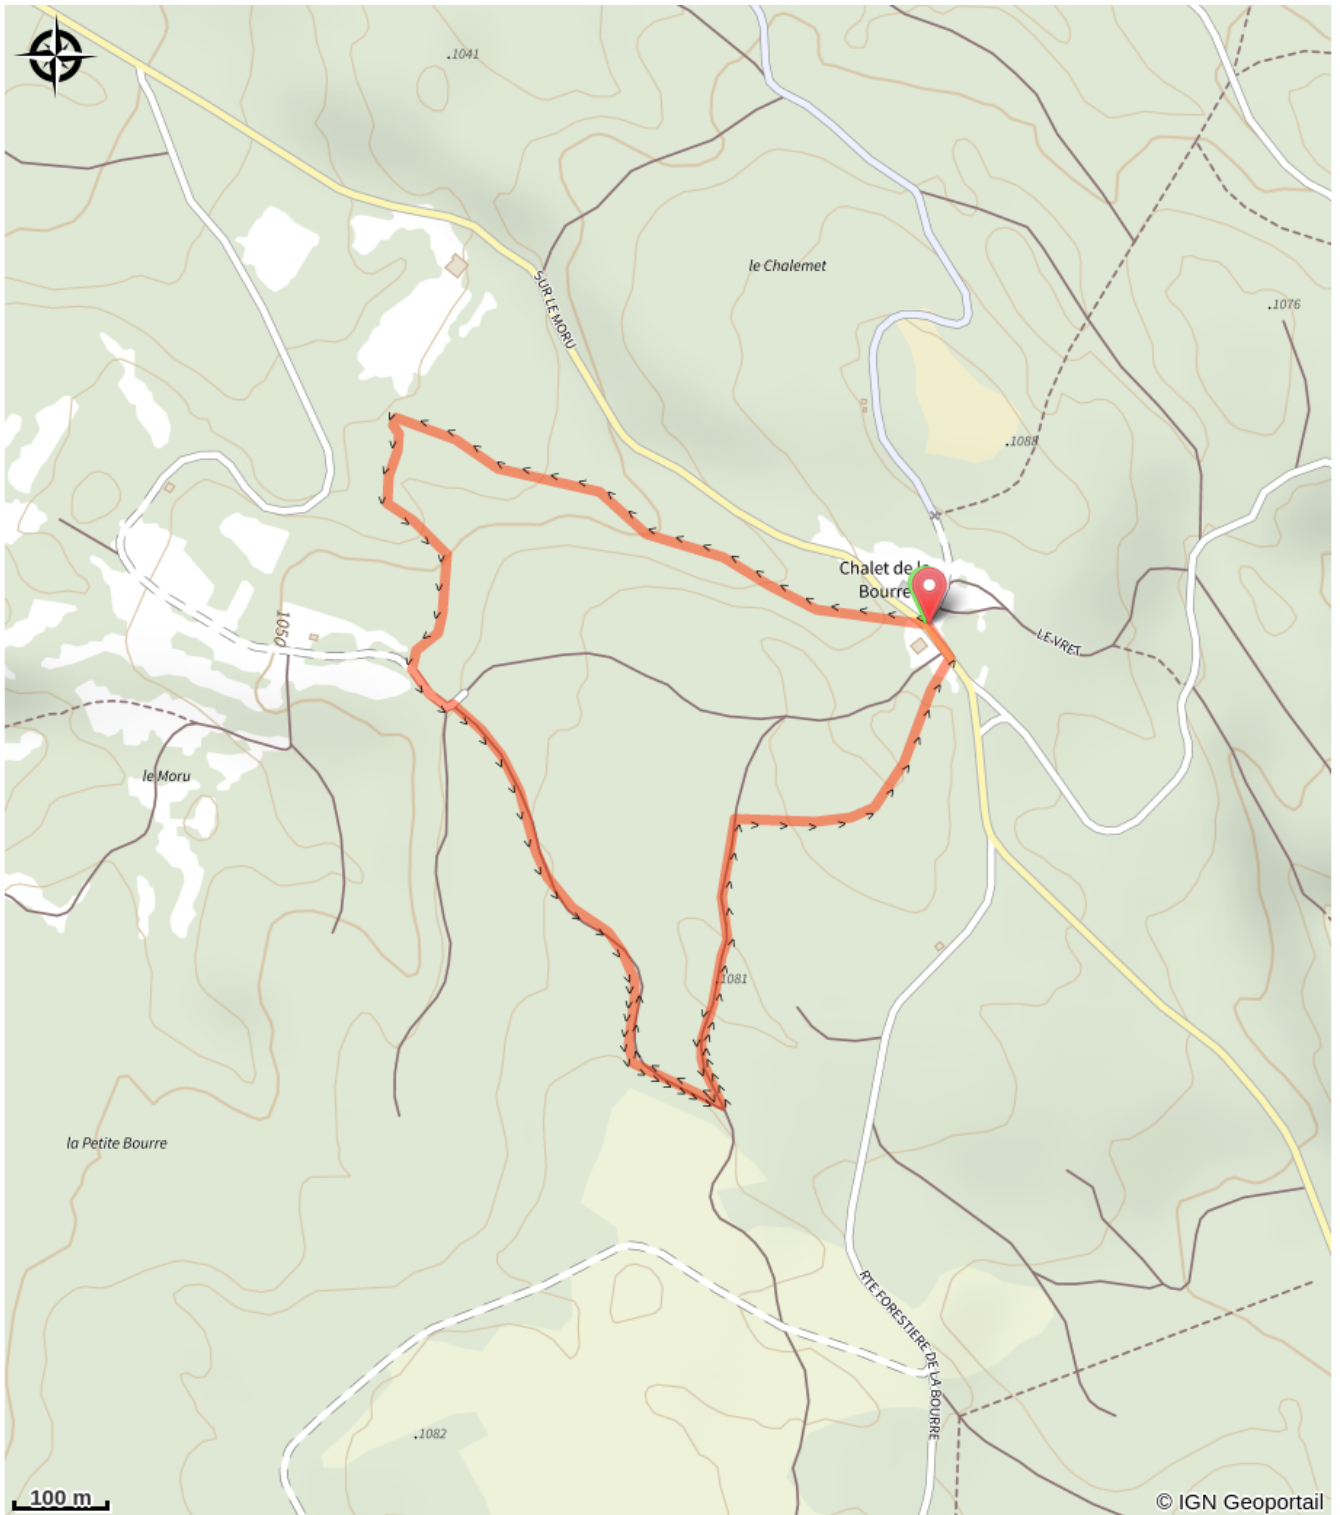 .1041
SUR LE MORU
le Chalemet
.1076
.1088
Chalet de la
Bourre
LE VRET
1050
le Moru
.1081
la Petite Bourre
RTE FORESTIERE DE LA BOURRE
.1082
100 m
© IGN Geoportail